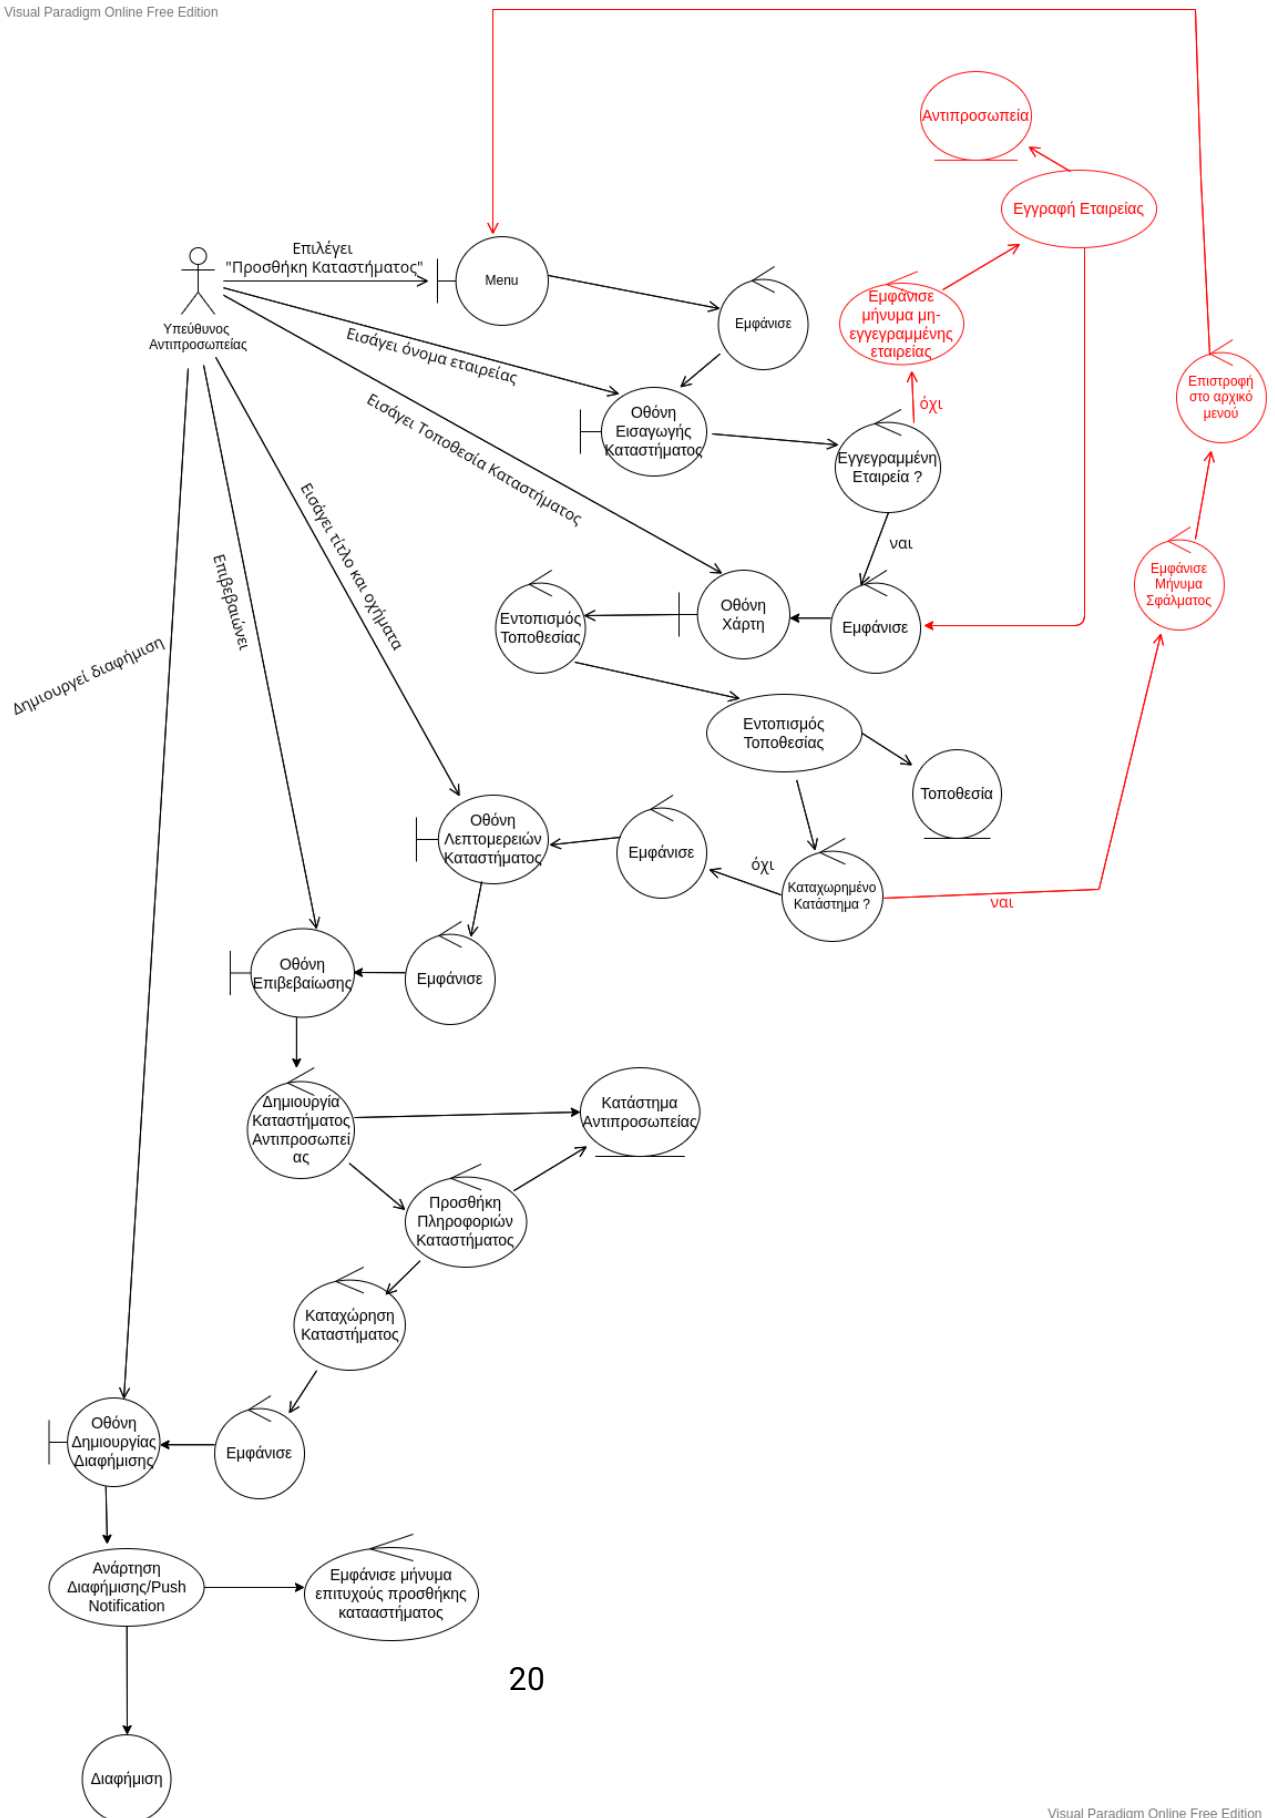 Visual Paradigm Online Free Edition
Αντιπροσωπεία
Εγγραφή Εταιρείας
Επιλέγει
"Προσθήκη Καταστήματος"
Menu
Υπεύθυνος
Αντιπροσωπείας
Εμφάνισε
Εμφάνισε
μήνυμα μη-
εγγεγραμμένης
εταιρείας
Εισάγει όνομα εταιρείας
Επιστροφή
στο αρχικό
μενού
όχι
Οθόνη
Εισαγωγής
Καταστήματος
Εισάγει Τοποθεσία Καταστήματος
Εγγεγραμμένη
Εταιρεία ?
ναι
Εισάγει τίτλο και οχήματα
Επιβεβαιώνει
Δημιουργεί διαφήμιση
Εμφάνισε
Μήνυμα
Σφάλματος
Εντοπισμός
Τοποθεσίας
Οθόνη
Χάρτη
Εμφάνισε
Εντοπισμός
Τοποθεσίας
Τοποθεσία
Οθόνη
Λεπτομερειών
Καταστήματος
Εμφάνισε
όχι
Καταχωρημένο
Κατάστημα ?
ναι
Οθόνη
Επιβεβαίωσης
Εμφάνισε
Δημιουργία
Καταστήματος
Αντιπροσωπεί
ας
Κατάστημα
Αντιπροσωπείας
Προσθήκη
Πληροφοριών
Καταστήματος
Καταχώρηση
Καταστήματος
Οθόνη
Δημιουργίας
Διαφήμισης
Εμφάνισε
Ανάρτηση
Διαφήμισης/Push
Notification
Εμφάνισε μήνυμα
επιτυχούς προσθήκης
κατααστήματος
20
Διαφήμιση
Visual Paradigm Online Free Edition